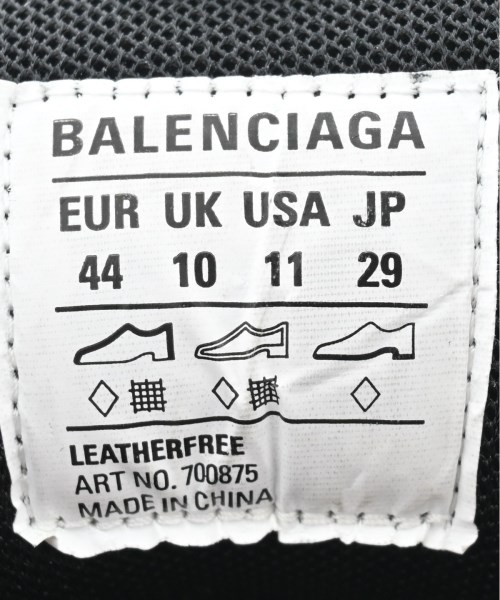 BALENCIAGA
EUR UK USA JP
44 10 11 29
LEATHERFREE
ART NO. 700875
MADE IN CHINA